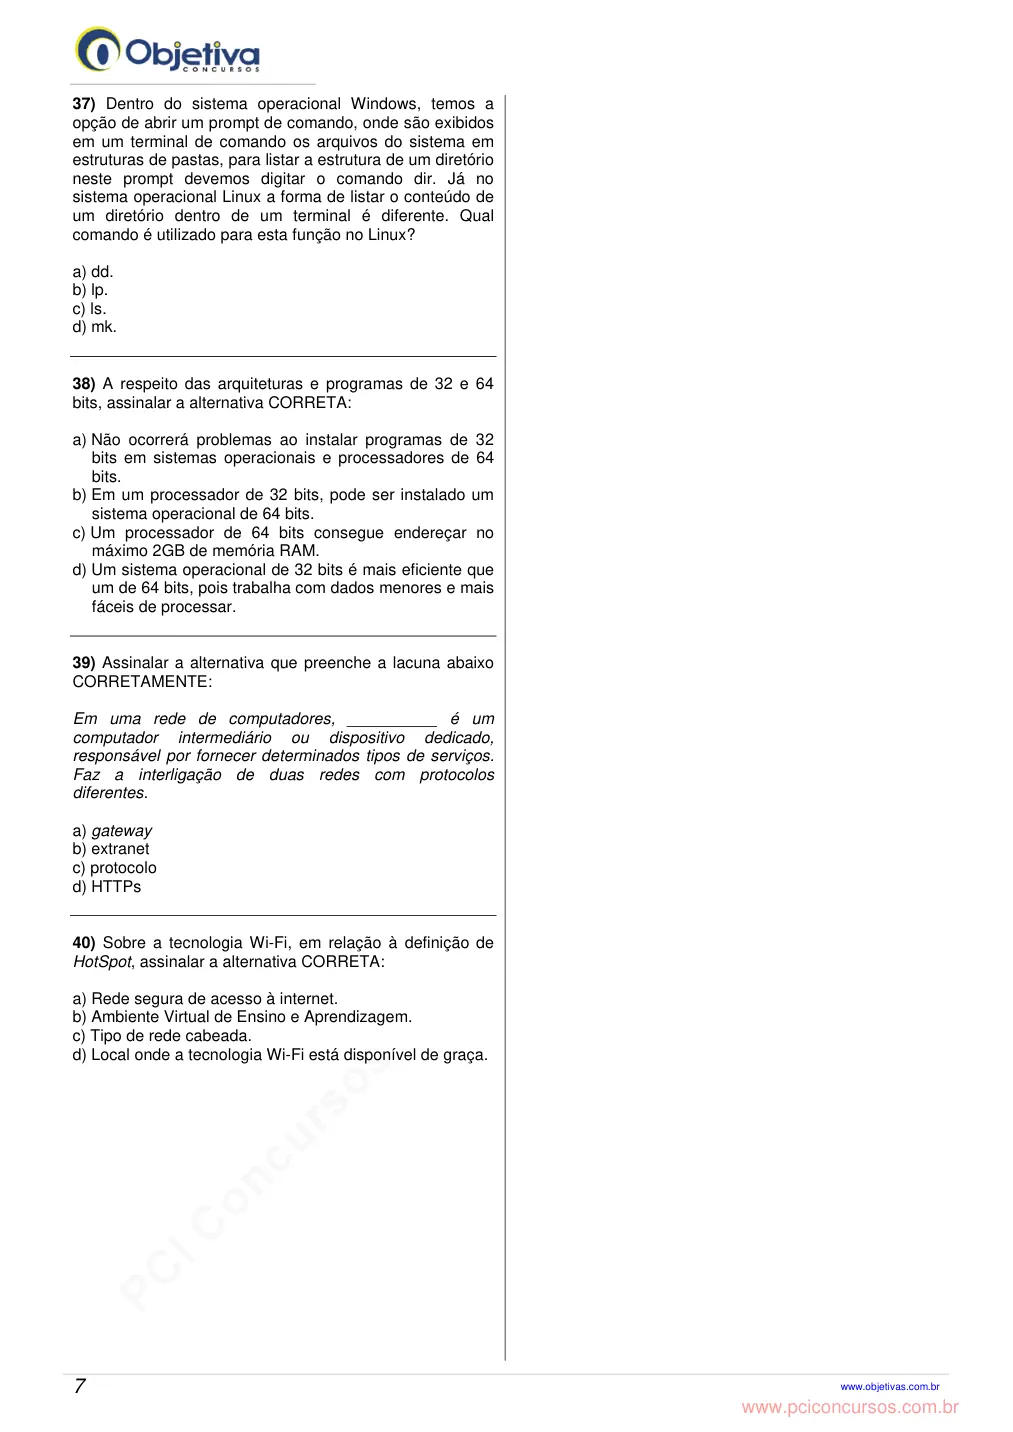 Objetiva
CONCURSOS
37) Dentro do sistema operacional Windows, temos a
opção de abrir um prompt de comando, onde são exibidos
em um terminal de comando os arquivos do sistema em
estruturas de pastas, para listar a estrutura de um diretório
neste prompt devemos digitar o comando dir. Já no
sistema operacional Linux a forma de listar o conteúdo de
um diretório dentro de um terminal é diferente. Qual
comando é utilizado para esta função no Linux?
a) dd.
b) lp.
c) ls.
d) mk.
38) A respeito das arquiteturas e programas de 32 e 64
bits, assinalar a alternativa CORRETA:
a) Não ocorrerá problemas ao instalar programas de 32
bits em sistemas operacionais e processadores de 64
bits.
b) Em um processador de 32 bits, pode ser instalado um
sistema operacional de 64 bits.
c) Um processador de 64 bits consegue endereçar no
máximo 2GB de memória RAM.
d) Um sistema operacional de 32 bits é mais eficiente que
um de 64 bits, pois trabalha com dados menores e mais
fáceis de processar.
39) Assinalar a alternativa que preenche a lacuna abaixo
CORRETAMENTE:
Em uma rede de computadores, __________ é um
computador intermediário ou dispositivo dedicado,
responsável por fornecer determinados tipos de serviços.
Faz a interligação de duas redes com protocolos
diferentes.
a) gateway
b) extranet
c) protocolo
d) HTTPs
40) Sobre a tecnologia Wi-Fi, em relação à definição de
HotSpot, assinalar a alternativa CORRETA:
a) Rede segura de acesso à internet.
b) Ambiente Virtual de Ensino e Aprendizagem.
c) Tipo de rede cabeada.
d) Local onde a tecnologia Wi-Fi está disponível de graça.
PCI Concursos
7
www.objetivas.com.br
www.pciconcursos.com.br